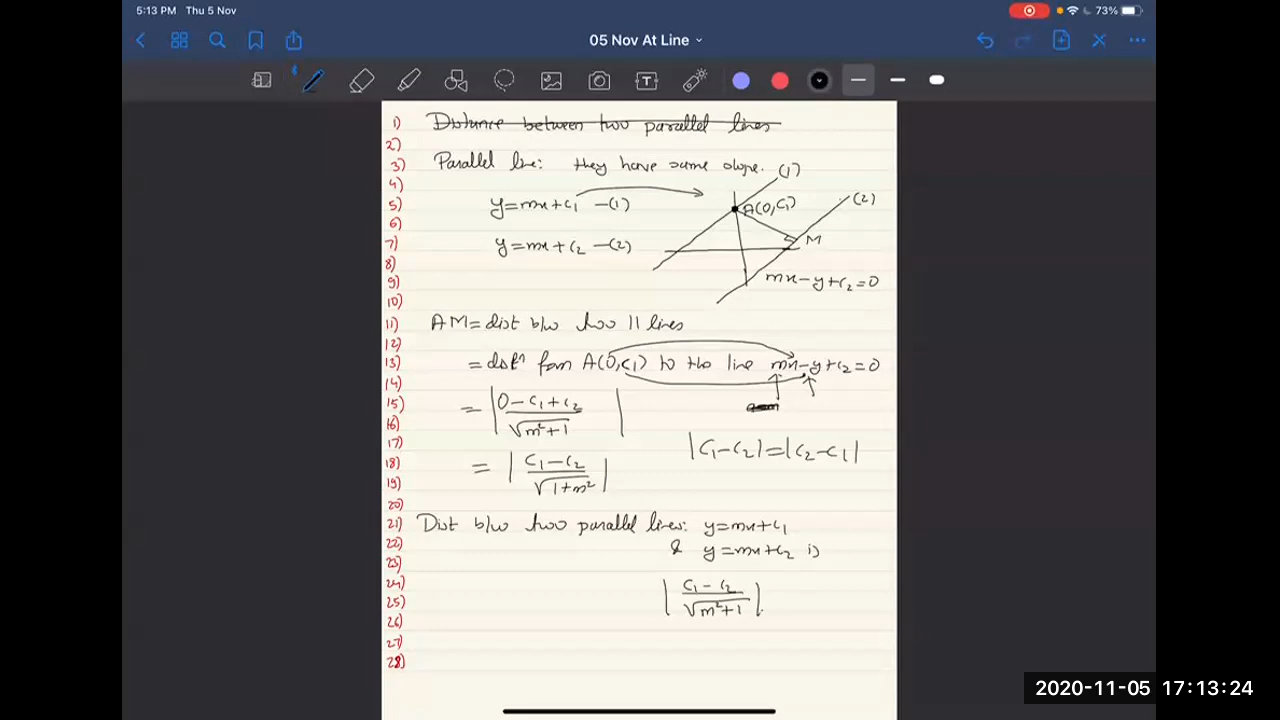 5:13 PM Thu 5 Nov
73%
05 Nov At Line
1) Distance between two parallel lines
2)
3) Parallel line: they have same slope.
4) (1)
5) y=mx+c₁ -(1) A(0,c₁) (2)
6)
7) y=mx+c₂ -(2) M
8)
9) mx-y+c₂=0
10)
11) AM= dist b/w two || lines
12)
13) = distⁿ from A(0,c₁) to the line mx-y+c₂=0
14)
15) = |(0-c₁+c₂)/√(m²+1)|
16)
17) |c₁-c₂|=|c₂-c₁|
18) = |(c₁-c₂)/√(1+m²)|
19)
20)
21) Dist b/w two parallel lines: y=mx+c₁
22) & y=mx+c₂ is
23)
24) |(c₁-c₂)/√(m²+1)|.
25)
26)
27)
28)
2020-11-05 17:13:24